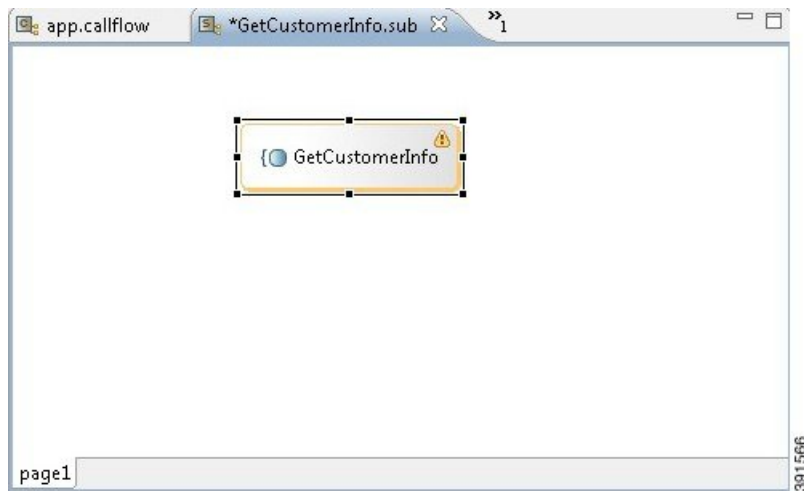 app.callflow
*GetCustomerInfo.sub
»1
GetCustomerInfo
page1
391566